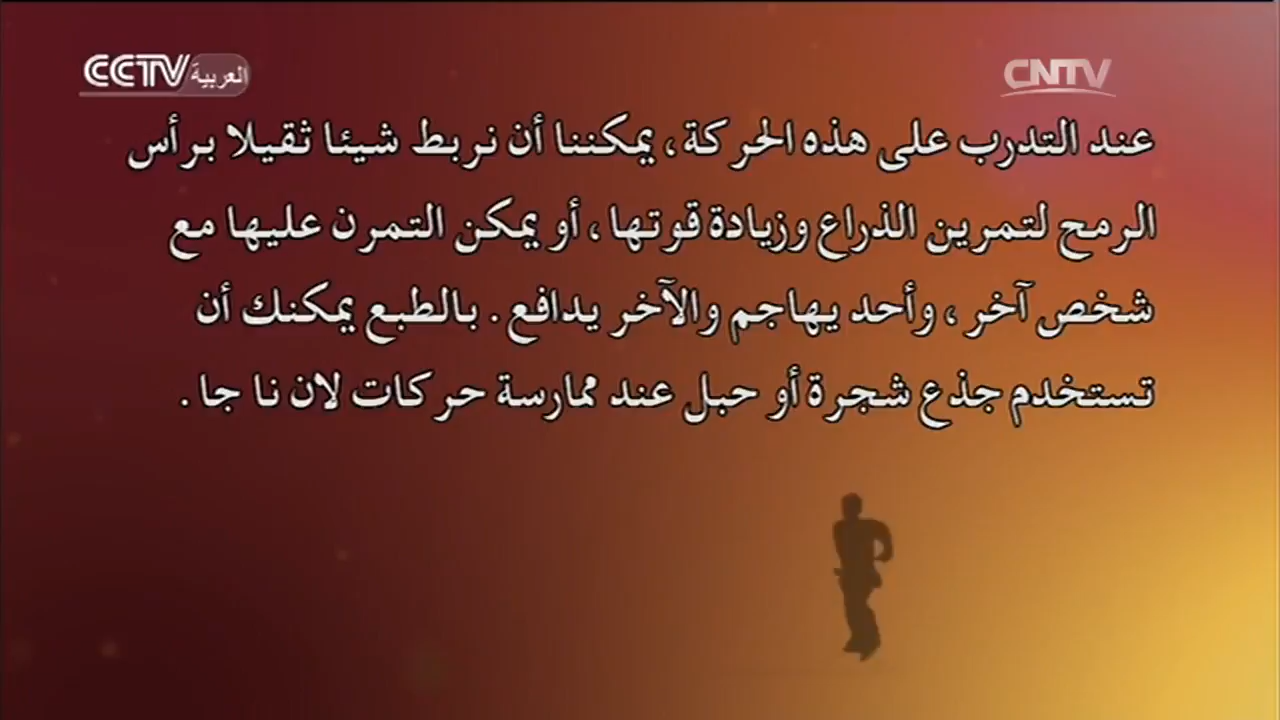 CCTV العربية
CNTV
عند التدرب على هذه الحركة، يمكننا أن نربط شيئا ثقيلا برأس
الرمح لتمرين الذراع وزيادة قوتها، أو يمكن التمرن عليها مع
شخص آخر، وأحد يهاجم والآخر يدافع. بالطبع يمكنك أن
تستخدم جذع شجرة أو حبل عند ممارسة حركات لان نا جا.